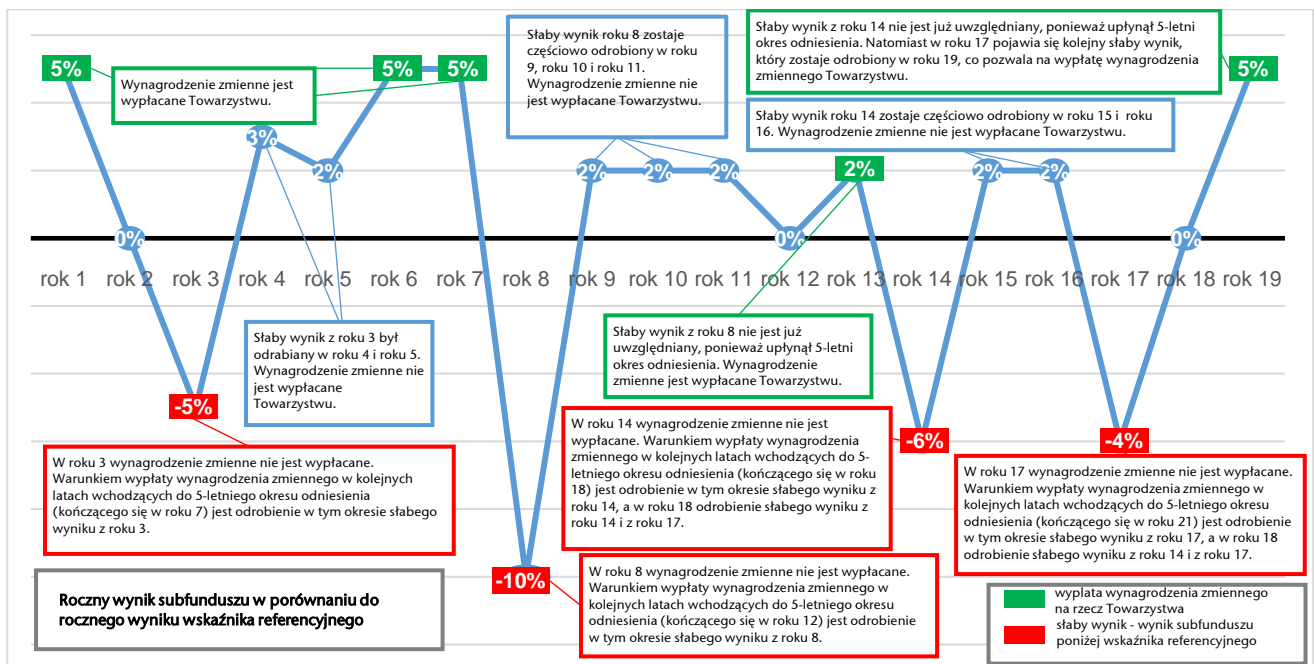 Słaby wynik roku 8 zostaje
częściowo odrobiony w roku
9, roku 10 i roku 11.
Wynagrodzenie zmienne nie
jest wypłacane Towarzystwu.
Słaby wynik z roku 14 nie jest już uwzględniany, ponieważ upłynął 5-letni
okres odniesienia. Natomiast w roku 17 pojawia się kolejny słaby wynik,
który zostaje odrobiony w roku 19, co pozwala na wypłatę wynagrodzenia
zmiennego Towarzystwu.
Wynagrodzenie zmienne jest
wypłacane Towarzystwu.
Słaby wynik roku 14 zostaje częściowo odrobiony w roku 15 i roku
16. Wynagrodzenie zmienne nie jest wypłacane Towarzystwu.
5% 0% -5% 3% 2% 5% 5% -10% 2% 2% 2% 0% 2% -6% 2% 2% -4% 0% 5%
rok 1 rok 2 rok 3 rok 4 rok 5 rok 6 rok 7 rok 8 rok 9 rok 10 rok 11 rok 12 rok 13 rok 14 rok 15 rok 16 rok 17 rok 18 rok 19
Słaby wynik z roku 3 był
odrabiany w roku 4 i roku 5.
Wynagrodzenie zmienne nie
jest wypłacane
Towarzystwu.
Słaby wynik z roku 8 nie jest już
uwzględniany, ponieważ upłynął 5-letni
okres odniesienia. Wynagrodzenie
zmienne jest wypłacane Towarzystwu.
W roku 3 wynagrodzenie zmienne nie jest wypłacane.
Warunkiem wypłaty wynagrodzenia zmiennego w kolejnych
latach wchodzących do 5-letniego okresu odniesienia
(kończącego się w roku 7) jest odrobienie w tym okresie słabego
wyniku z roku 3.
W roku 14 wynagrodzenie zmienne nie jest
wypłacane. Warunkiem wypłaty wynagrodzenia
zmiennego w kolejnych latach wchodzących do 5-
letniego okresu odniesienia (kończącego się w roku
18) jest odrobienie w tym okresie słabego wyniku z
roku 14, a w roku 18 odrobienie słabego wyniku z
roku 14 i z roku 17.
W roku 17 wynagrodzenie zmienne nie jest wypłacane.
Warunkiem wypłaty wynagrodzenia zmiennego w
kolejnych latach wchodzących do 5-letniego okresu
odniesienia (kończącego się w roku 21) jest odrobienie
w tym okresie słabego wyniku z roku 17, a w roku 18
odrobienie słabego wyniku z roku 14 i z roku 17.
W roku 8 wynagrodzenie zmienne nie jest wypłacane.
Warunkiem wypłaty wynagrodzenia zmiennego w
kolejnych latach wchodzących do 5-letniego okresu
odniesienia (kończącego się w roku 12) jest odrobienie
w tym okresie słabego wyniku z roku 8.
Roczny wynik subfunduszu w porównaniu do
rocznego wyniku wskaźnika referencyjnego
wyplata wynagrodzenia zmiennego
na rzecz Towarzystwa
słaby wynik - wynik subfunduszu
poniżej wskaźnika referencyjnego